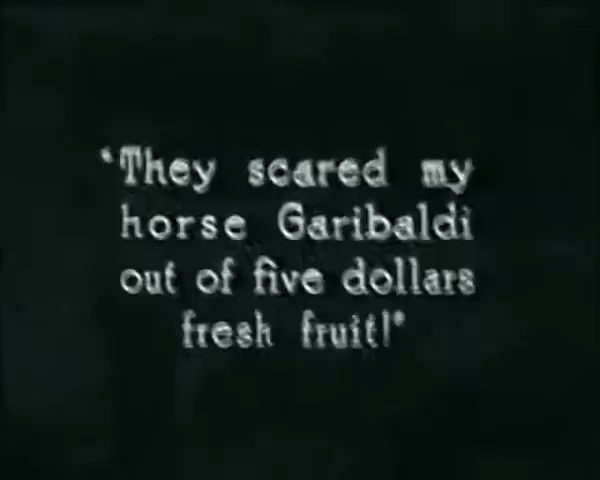 "They scared my
horse Garibaldi
out of five dollars
fresh fruit!"